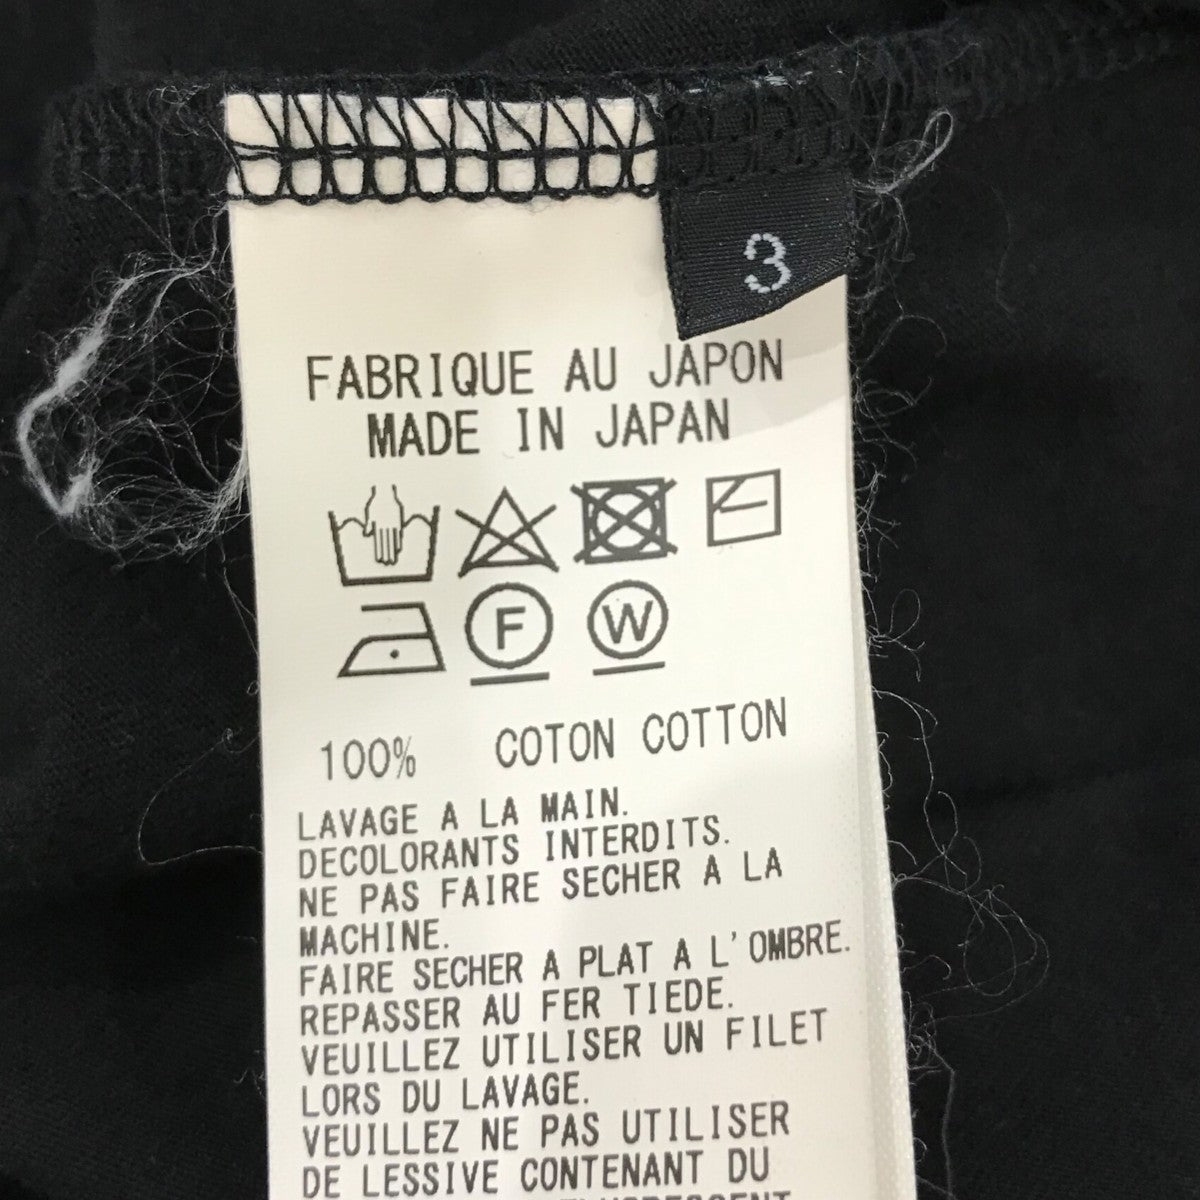 3
FABRIQUE AU JAPON
MADE IN JAPAN
F W
100% COTON COTTON
LAVAGE A LA MAIN.
DECOLORANTS INTERDITS.
NE PAS FAIRE SECHER A LA
MACHINE.
FAIRE SECHER A PLAT A L'OMBRE.
REPASSER AU FER TIEDE.
VEUILLEZ UTILISER UN FILET
LORS DU LAVAGE.
VEUILLEZ NE PAS UTILISER
DE LESSIVE CONTENANT DU